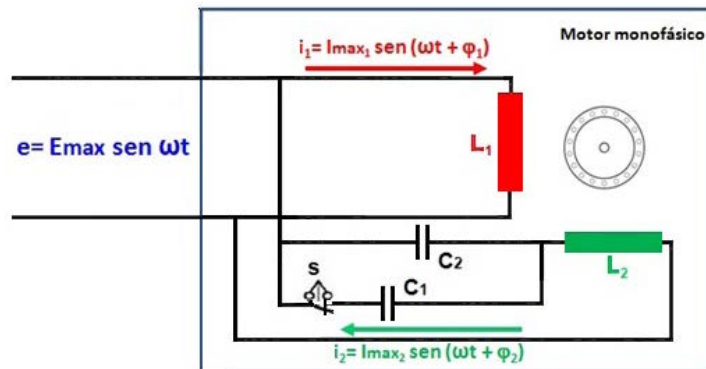 Motor monofásico
i₁= Imax₁ sen (ωt + φ₁)
e= Emax sen ωt
L₁
S
C₂
C₁
L₂
i₂= Imax₂ sen (ωt + φ₂)